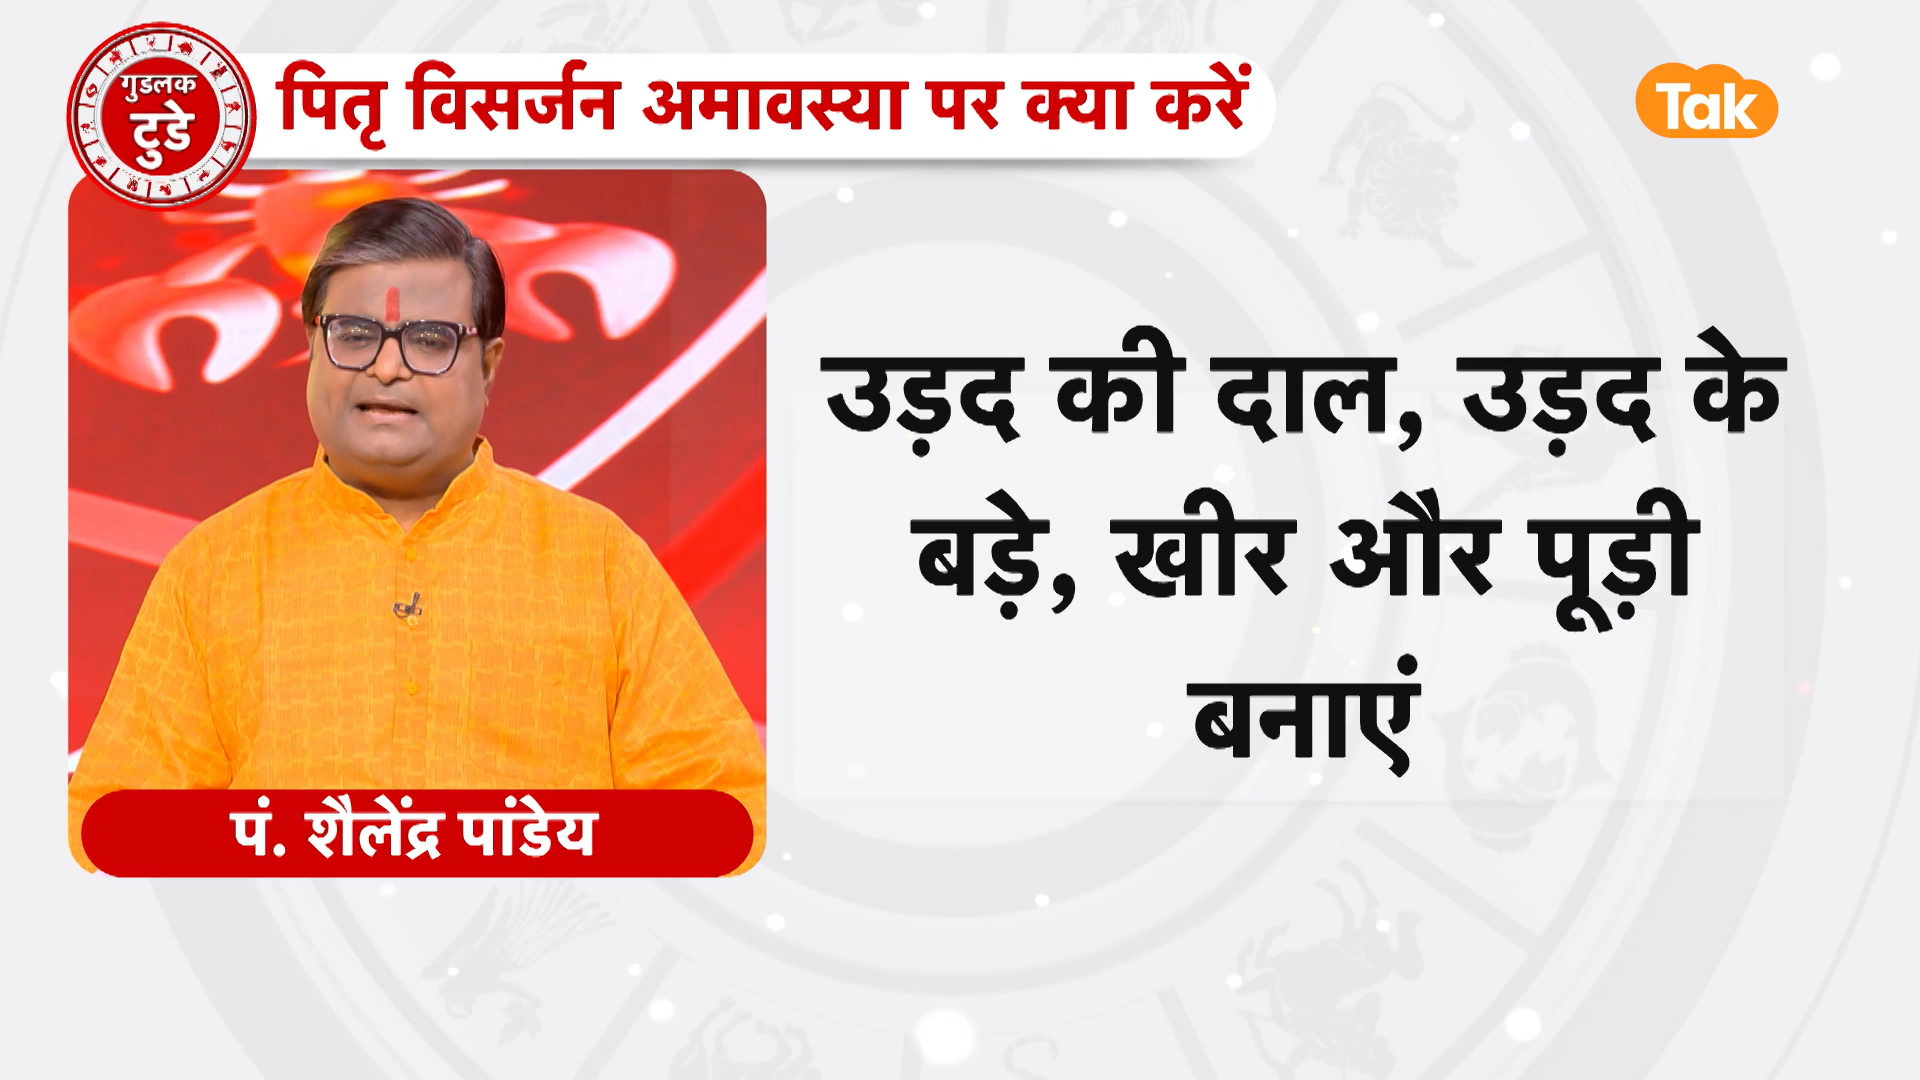 गुडलक
टुडे
पितृ विसर्जन अमावस्या पर क्या करें
Tak
उड़द की दाल, उड़द के
बड़े, खीर और पूड़ी
बनाएं
पं. शैलेंद्र पांडेय